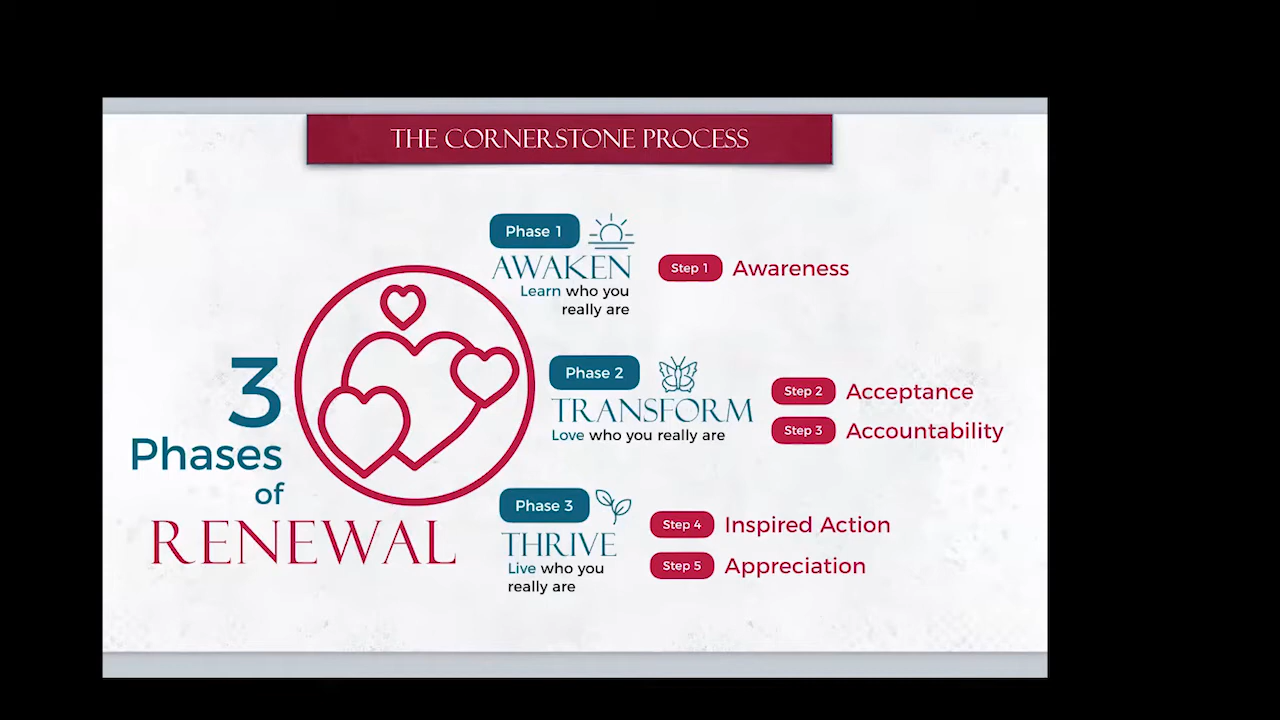 THE CORNERSTONE PROCESS
3
Phases
of
RENEWAL
Phase 1
AWAKEN
Learn who you
really are
Step 1 Awareness
Phase 2
TRANSFORM
Love who you really are
Step 2 Acceptance
Step 3 Accountability
Phase 3
THRIVE
Live who you
really are
Step 4 Inspired Action
Step 5 Appreciation